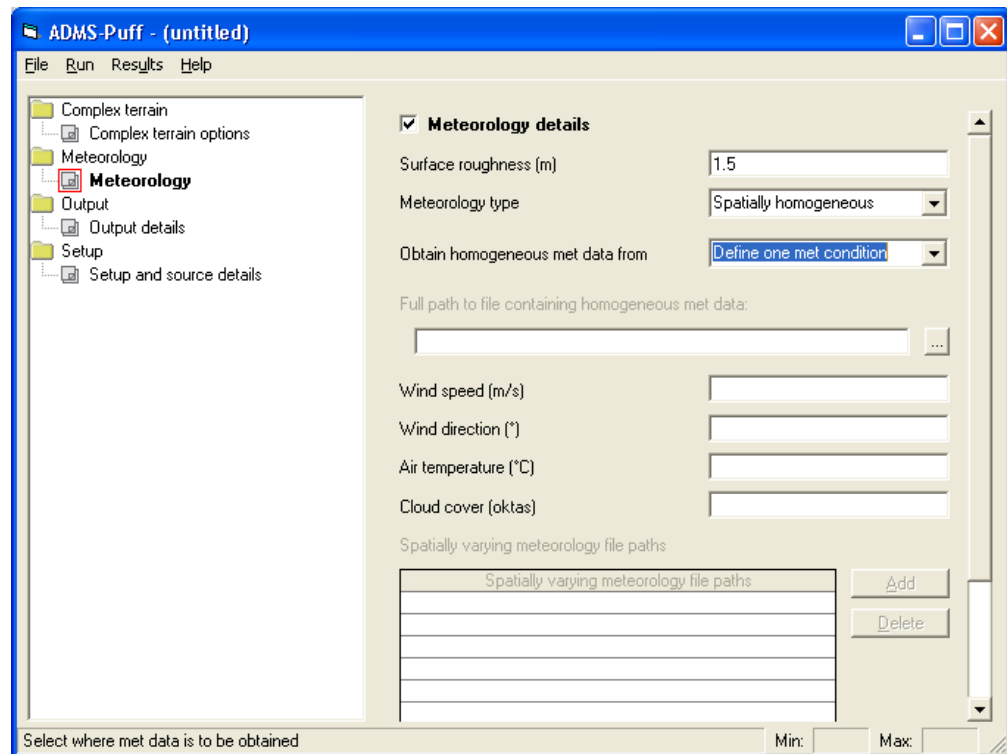 ADMS-Puff - (untitled)
File Run Results Help
Complex terrain
Complex terrain options
Meteorology
Meteorology
Output
Output details
Setup
Setup and source details
Meteorology details
Surface roughness (m) 1.5
Meteorology type Spatially homogeneous
Obtain homogeneous met data from Define one met condition
Full path to file containing homogeneous met data:
...
Wind speed (m/s)
Wind direction (°)
Air temperature (°C)
Cloud cover (oktas)
Spatially varying meteorology file paths
Spatially varying meteorology file paths
Add
Delete
Select where met data is to be obtained Min: Max: